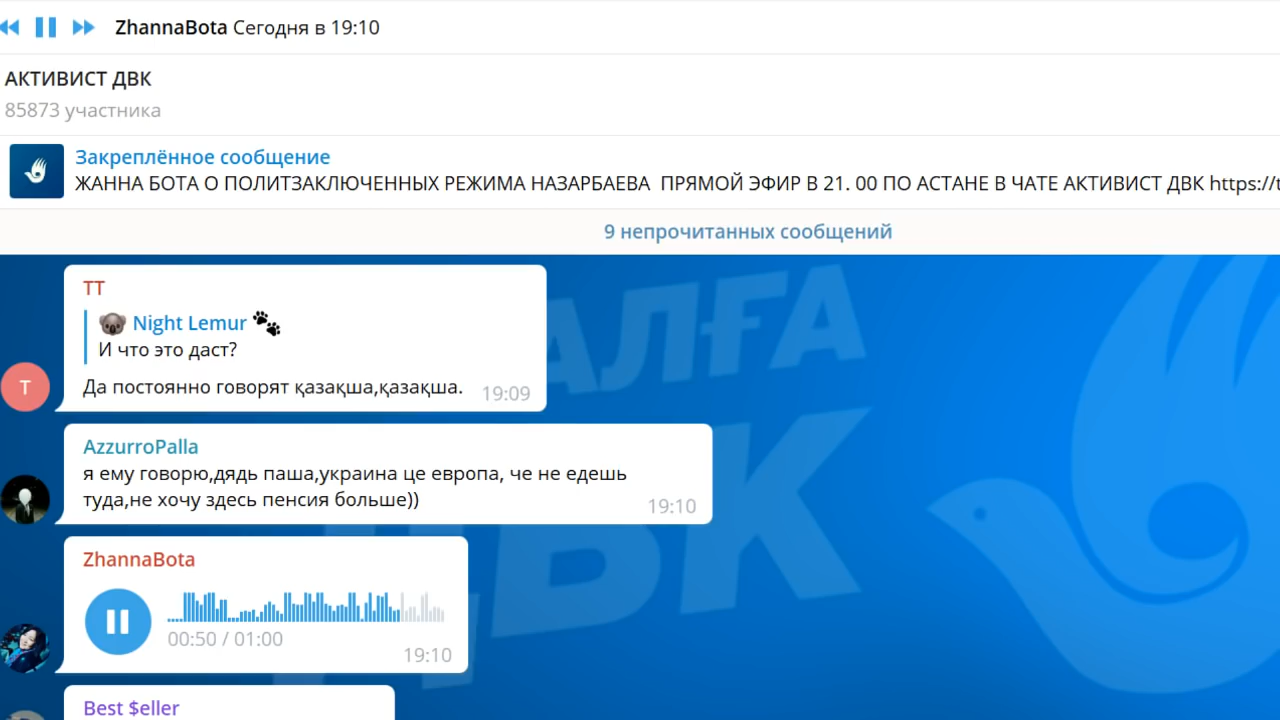 ZhannaBota Сегодня в 19:10
АКТИВИСТ ДВК
85873 участника
Закреплённое сообщение
ЖАННА БОТА О ПОЛИТЗАКЛЮЧЕННЫХ РЕЖИМА НАЗАРБАЕВА ПРЯМОЙ ЭФИР В 21. 00 ПО АСТАНЕ В ЧАТЕ АКТИВИСТ ДВК https://t
9 непрочитанных сообщений
ТТ
Night Lemur
И что это даст?
Да постоянно говорят қазақша,қазақша.
19:09
Т
AzzurroPalla
я ему говорю,дядь паша,украина це европа, че не едешь
туда,не хочу здесь пенсия больше))
19:10
ZhannaBota
00:50 / 01:00
19:10
Best $eller
АЛҒА
ДВК